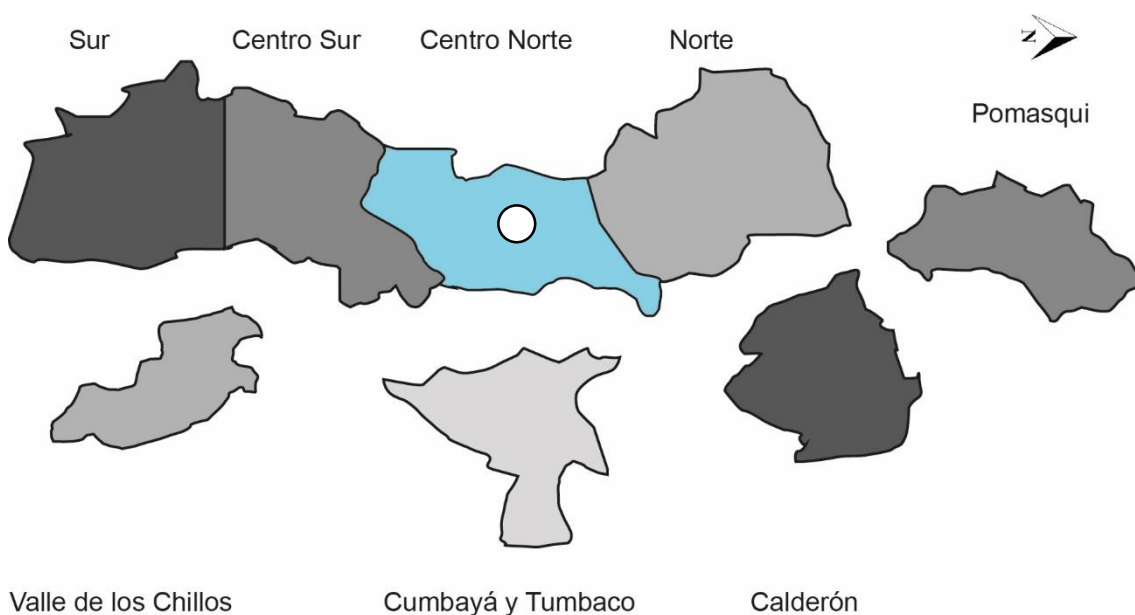 Sur
Centro Sur
Centro Norte
Norte
N
Pomasqui
Valle de los Chillos
Cumbayá y Tumbaco
Calderón